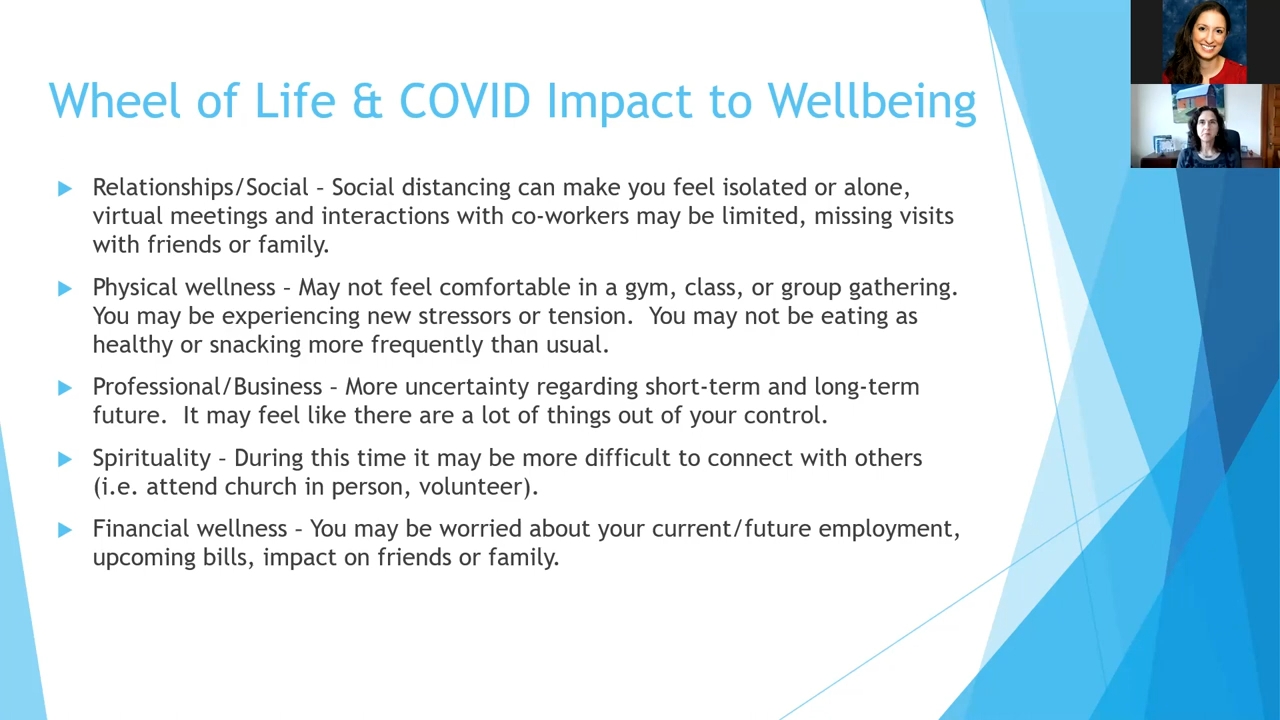 Wheel of Life & COVID Impact to Wellbeing
Relationships/Social – Social distancing can make you feel isolated or alone,
virtual meetings and interactions with co-workers may be limited, missing visits
with friends or family.
Physical wellness – May not feel comfortable in a gym, class, or group gathering.
You may be experiencing new stressors or tension.  You may not be eating as
healthy or snacking more frequently than usual.
Professional/Business – More uncertainty regarding short-term and long-term
future.  It may feel like there are a lot of things out of your control.
Spirituality – During this time it may be more difficult to connect with others
(i.e. attend church in person, volunteer).
Financial wellness – You may be worried about your current/future employment,
upcoming bills, impact on friends or family.